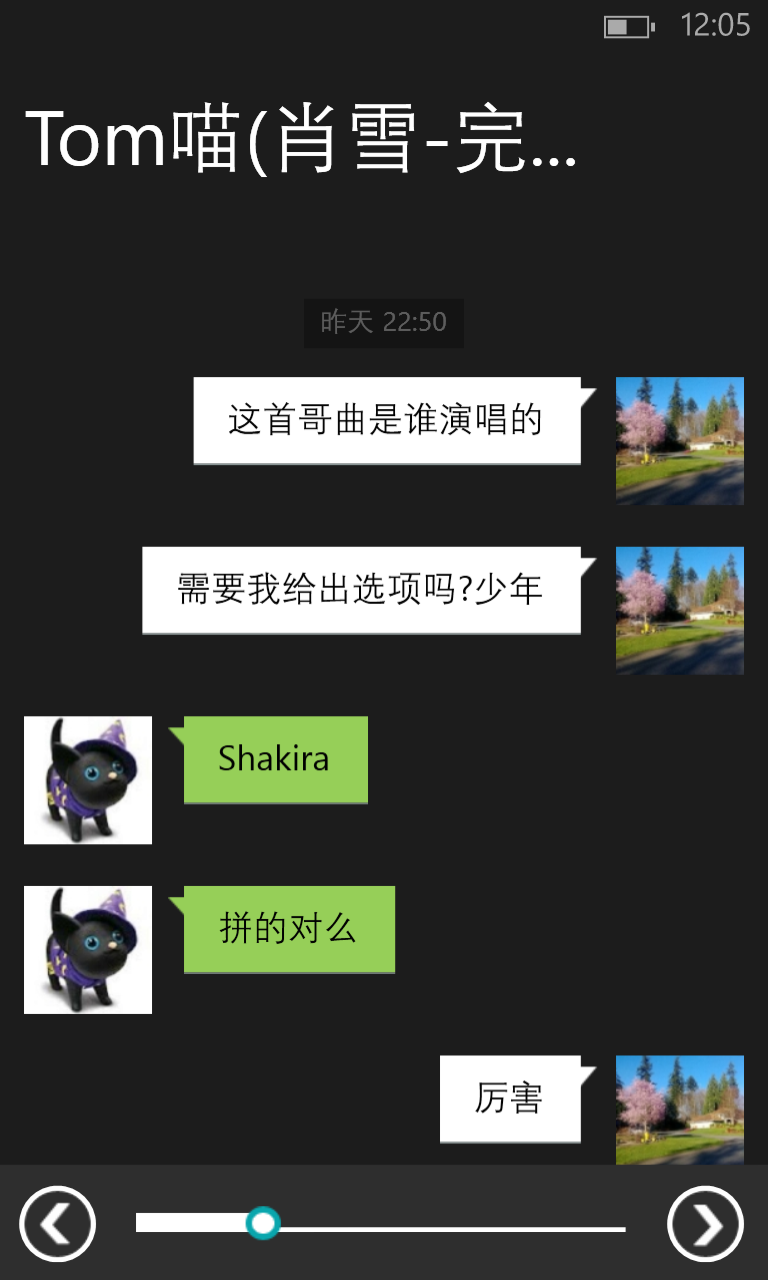 12:05
Tom喵(肖雪-完...
昨天 22:50
这首哥曲是谁演唱的
需要我给出选项吗?少年
Shakira
拼的对么
厉害